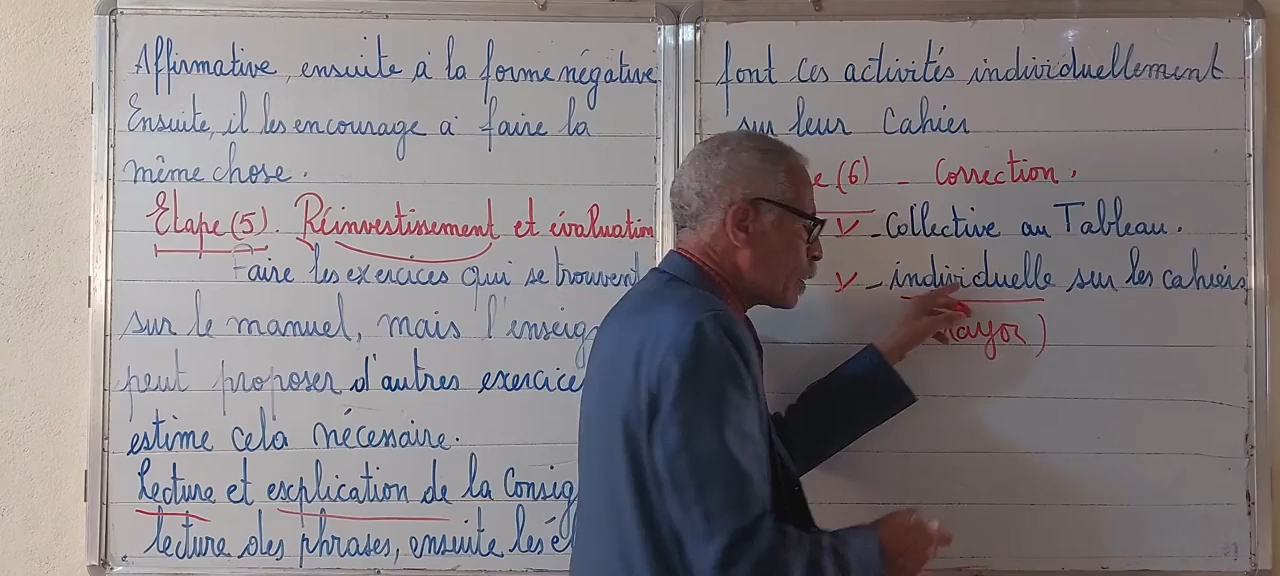 Affirmative, ensuite à la forme négative
Ensuite, il les encourage à faire la
même chose.
Etape (5). Réinvestissement et évaluation
Faire les exercices qui se trouvent
sur le manuel, mais l'enseig
peut proposer d'autres exercice
estime cela nécessaire.
Lecture et explication de la Consig
. lecture des phrases, ensuite les é
font ces activités individuellement
sur leur Cahier
e (6) _ Correction.
V _ Collective au Tableau.
V _ individuelle sur les cahiers